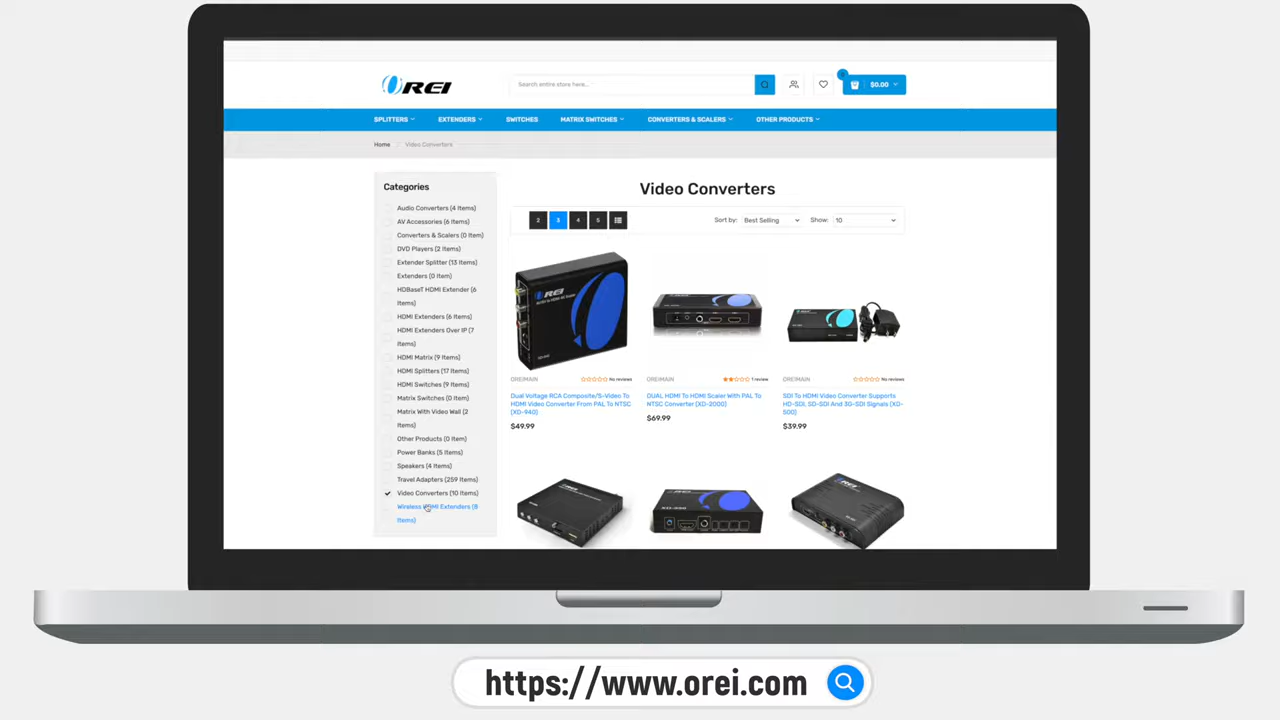 OREI
Search entire store here...
0
$0.00
SPLITTERS
EXTENDERS
SWITCHES
MATRIX SWITCHES
CONVERTERS & SCALERS
OTHER PRODUCTS
Home
Video Converters
Categories
Audio Converters (4 Items)
AV Accessories (6 Items)
Converters & Scalers (0 Item)
DVD Players (2 Items)
Extender Splitter (13 Items)
Extenders (0 Item)
HDBaseT HDMI Extender (6
Items)
HDMI Extenders (6 Items)
HDMI Extenders Over IP (7
Items)
HDMI Matrix (9 Items)
HDMI Splitters (17 Items)
HDMI Switches (9 Items)
Matrix Switches (0 Item)
Matrix With Video Wall (2
Items)
Other Products (0 Item)
Power Banks (5 Items)
Speakers (4 Items)
Travel Adapters (259 Items)
Video Converters (10 Items)
Wireless HDMI Extenders (8
Items)
Video Converters
2
3
4
5
Sort by:
Best Selling
Show:
10
OREI
OREIMAIN
No reviews
Dual Voltage RCA Composite/S-Video To
HDMI Video Converter From PAL To NTSC
(XD-940)
$49.99
OREIMAIN
1 review
DUAL HDMI To HDMI Scaler With PAL To
NTSC Converter (XD-2000)
$69.99
OREIMAIN
No reviews
SDI To HDMI Video Converter Supports
HD-SDI, SD-SDI And 3G-SDI Signals (XD-
500)
$39.99
https://www.orei.com